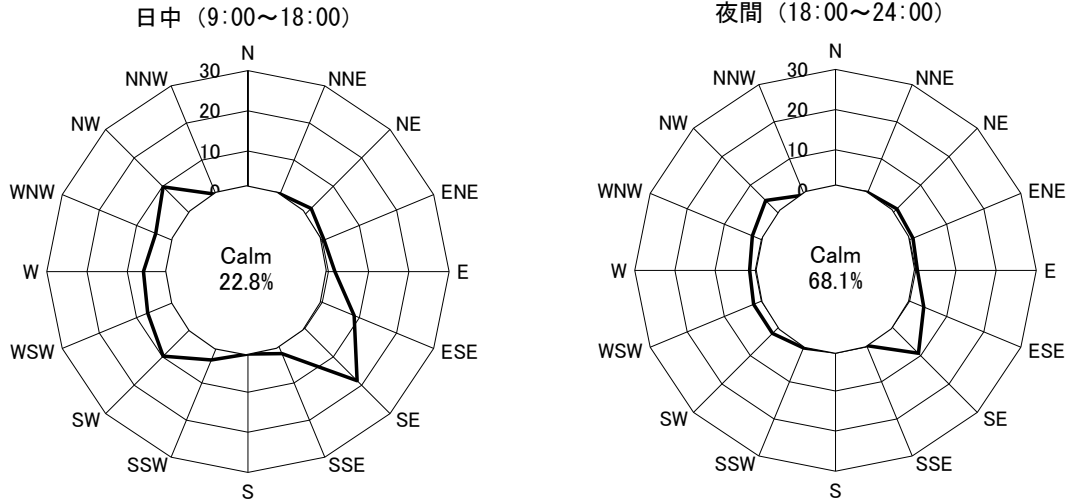 日中（9:00～18:00）
N
NNE
NE
ENE
E
ESE
SE
SSE
S
SSW
SW
WSW
W
WNW
NW
NNW
30
20
10
0
Calm
22.8%
夜間（18:00～24:00）
N
NNE
NE
ENE
E
ESE
SE
SSE
S
SSW
SW
WSW
W
WNW
NW
NNW
30
20
10
0
Calm
68.1%